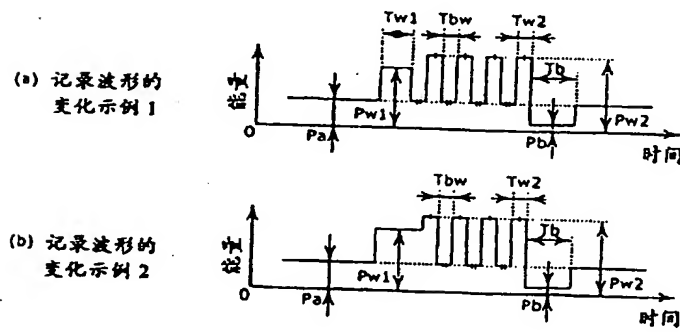 (a) 记录波形的
变化示例 1
能量
0
Tw1
Tbw
Tw2
Tb
Pa
Pw1
Pb
Pw2
时间
(b) 记录波形的
变化示例 2
能量
0
Tbw
Tw2
Tb
Pa
Pw1
Pb
Pw2
时间